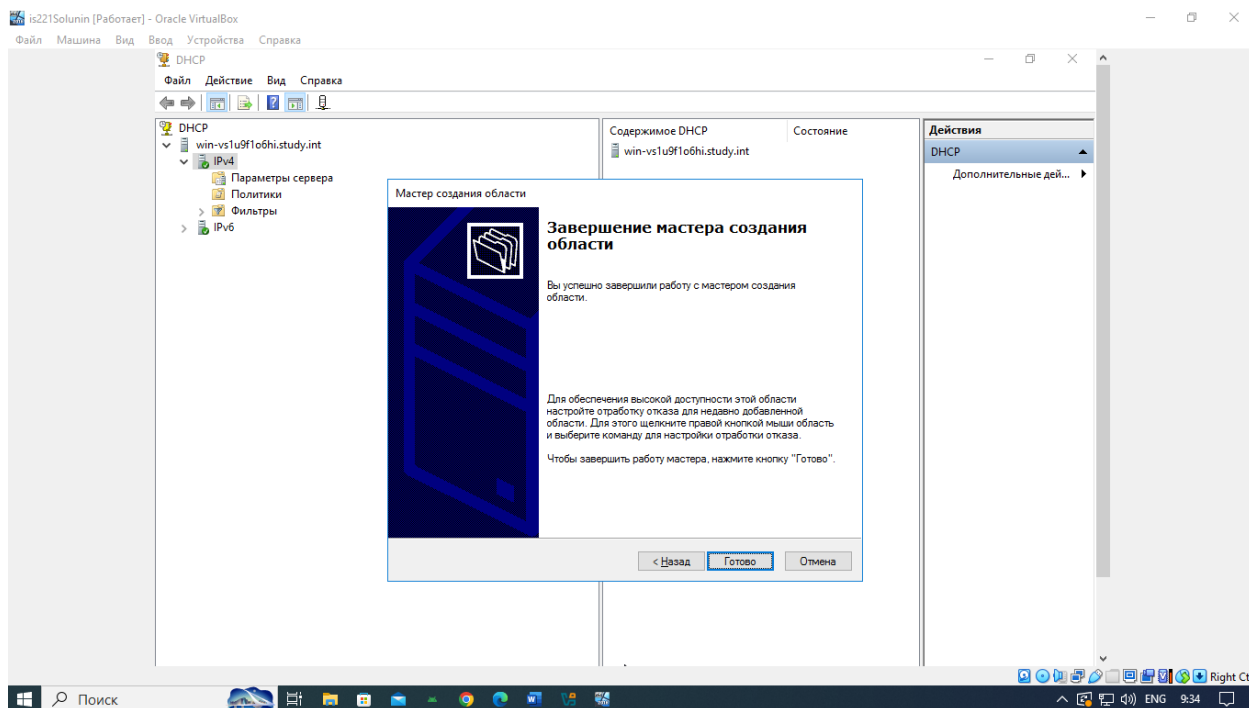 is221Solunin [Работает] - Oracle VirtualBox
Файл Машина Вид Ввод Устройства Справка
DHCP
Файл Действие Вид Справка
DHCP
win-vs1u9f1o6hi.study.int
IPv4
Параметры сервера
Политики
Фильтры
IPv6
Содержимое DHCP Состояние
win-vs1u9f1o6hi.study.int
Действия
DHCP
Дополнительные дей...
Мастер создания области
Завершение мастера создания
области
Вы успешно завершили работу с мастером создания
области.
Для обеспечения высокой доступности этой области
настройте отработку отказа для недавно добавленной
области. Для этого щелкните правой кнопкой мыши область
и выберите команду для настройки отработки отказа.
Чтобы завершить работу мастера, нажмите кнопку "Готово".
< Назад Готово Отмена
Right Ct
Поиск
ENG 9:34